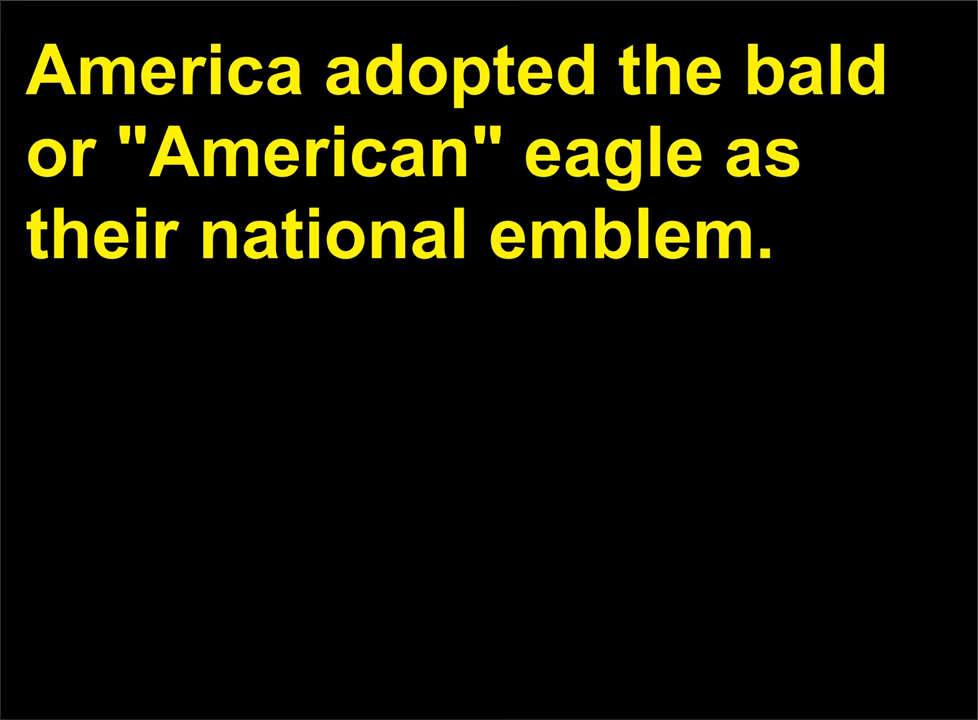 America adopted the bald
or "American" eagle as
their national emblem.